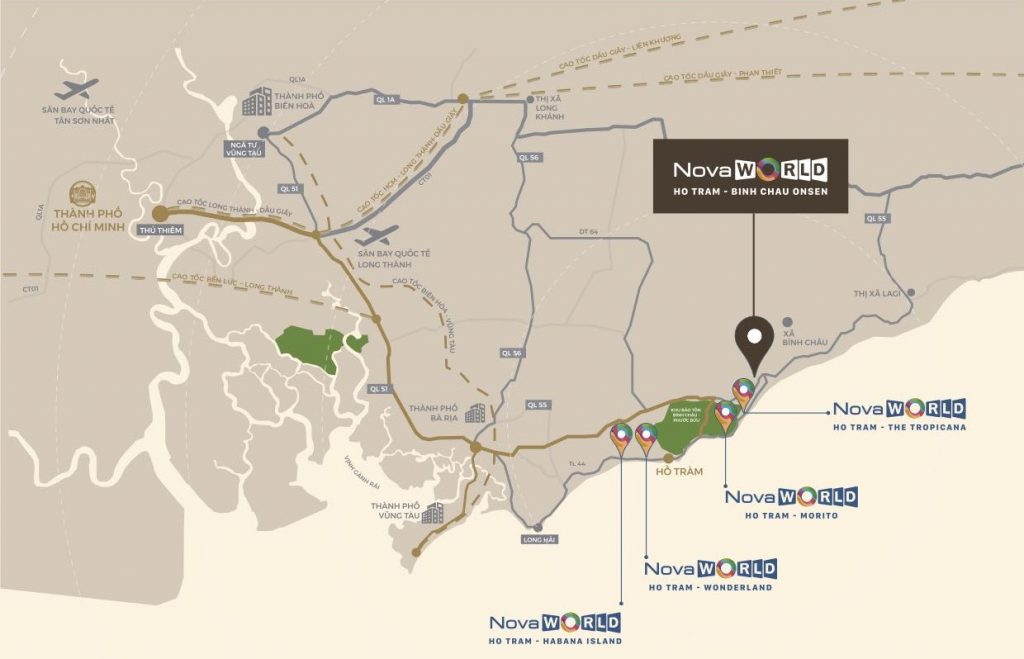 CAO TỐC DẦU GIÂY - LIÊN KHƯƠNG
CAO TỐC DẦU GIÂY - PHAN THIẾT
QL1A
SÂN BAY QUỐC TẾ
TÂN SƠN NHẤT
THÀNH PHỐ
BIÊN HOÀ
QL 1A
THỊ XÃ
LONG
KHÁNH
NGÃ TƯ
VŨNG TÀU
CAO TỐC HCM - LONG THÀNH DẦU GIÂY
CT01
QL 51
QL 56
NovaWORLD
HO TRAM - BINH CHAU ONSEN
QL1A
THÀNH PHỐ
HỒ CHÍ MINH
CAO TỐC LONG THÀNH - DẦU GIÂY
THỦ THIÊM
QL 55
SÂN BAY QUỐC TẾ
LONG THÀNH
DT 64
CAO TỐC BẾN LỨC - LONG THÀNH
CT01
CAO TỐC BIÊN HÒA - VŨNG TÀU
THỊ XÃ LAGI
XÃ
BÌNH CHÂU
QL 56
QL 51
THÀNH PHỐ
BÀ RỊA
QL 55
KHU BẢO TỒN
BÌNH CHÂU
PHƯỚC BỬU
NovaWORLD
HO TRAM - THE TROPICANA
VỊNH GÀNH RÁI
TL 44
HỒ TRÀM
NovaWORLD
HO TRAM - MORITO
THÀNH PHỐ
VŨNG TÀU
LONG HẢI
NovaWORLD
HO TRAM - WONDERLAND
NovaWORLD
HO TRAM - HABANA ISLAND